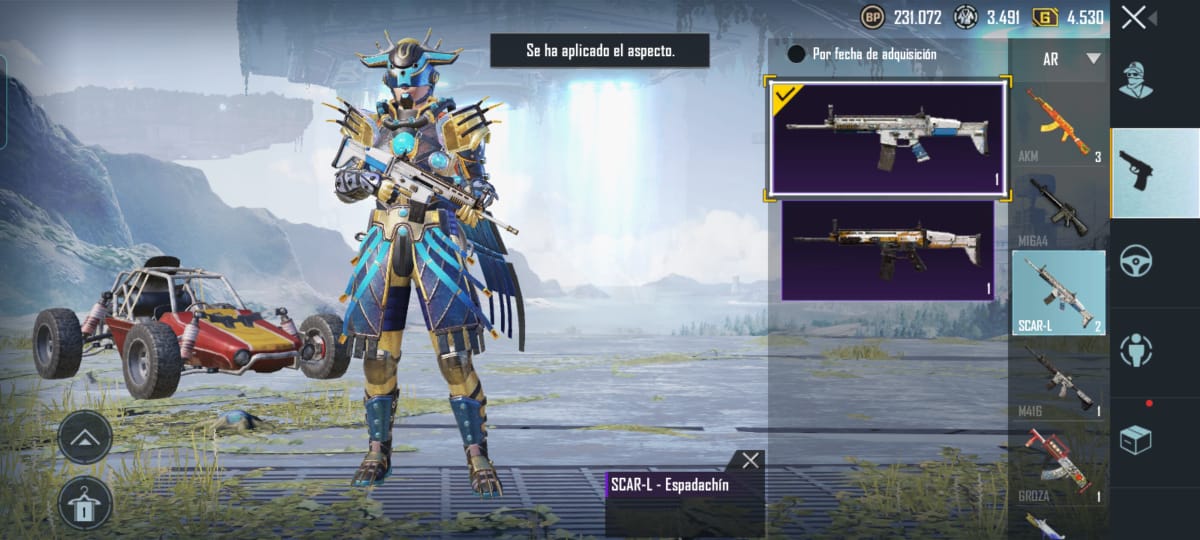 BP 231.072 3.491 G 4.530
Se ha aplicado el aspecto.
Por fecha de adquisición
AR
1
1
AKM 3
M16A4
SCAR-L 2
M416 1
GROZA 1
1
SCAR-L - Espadachín